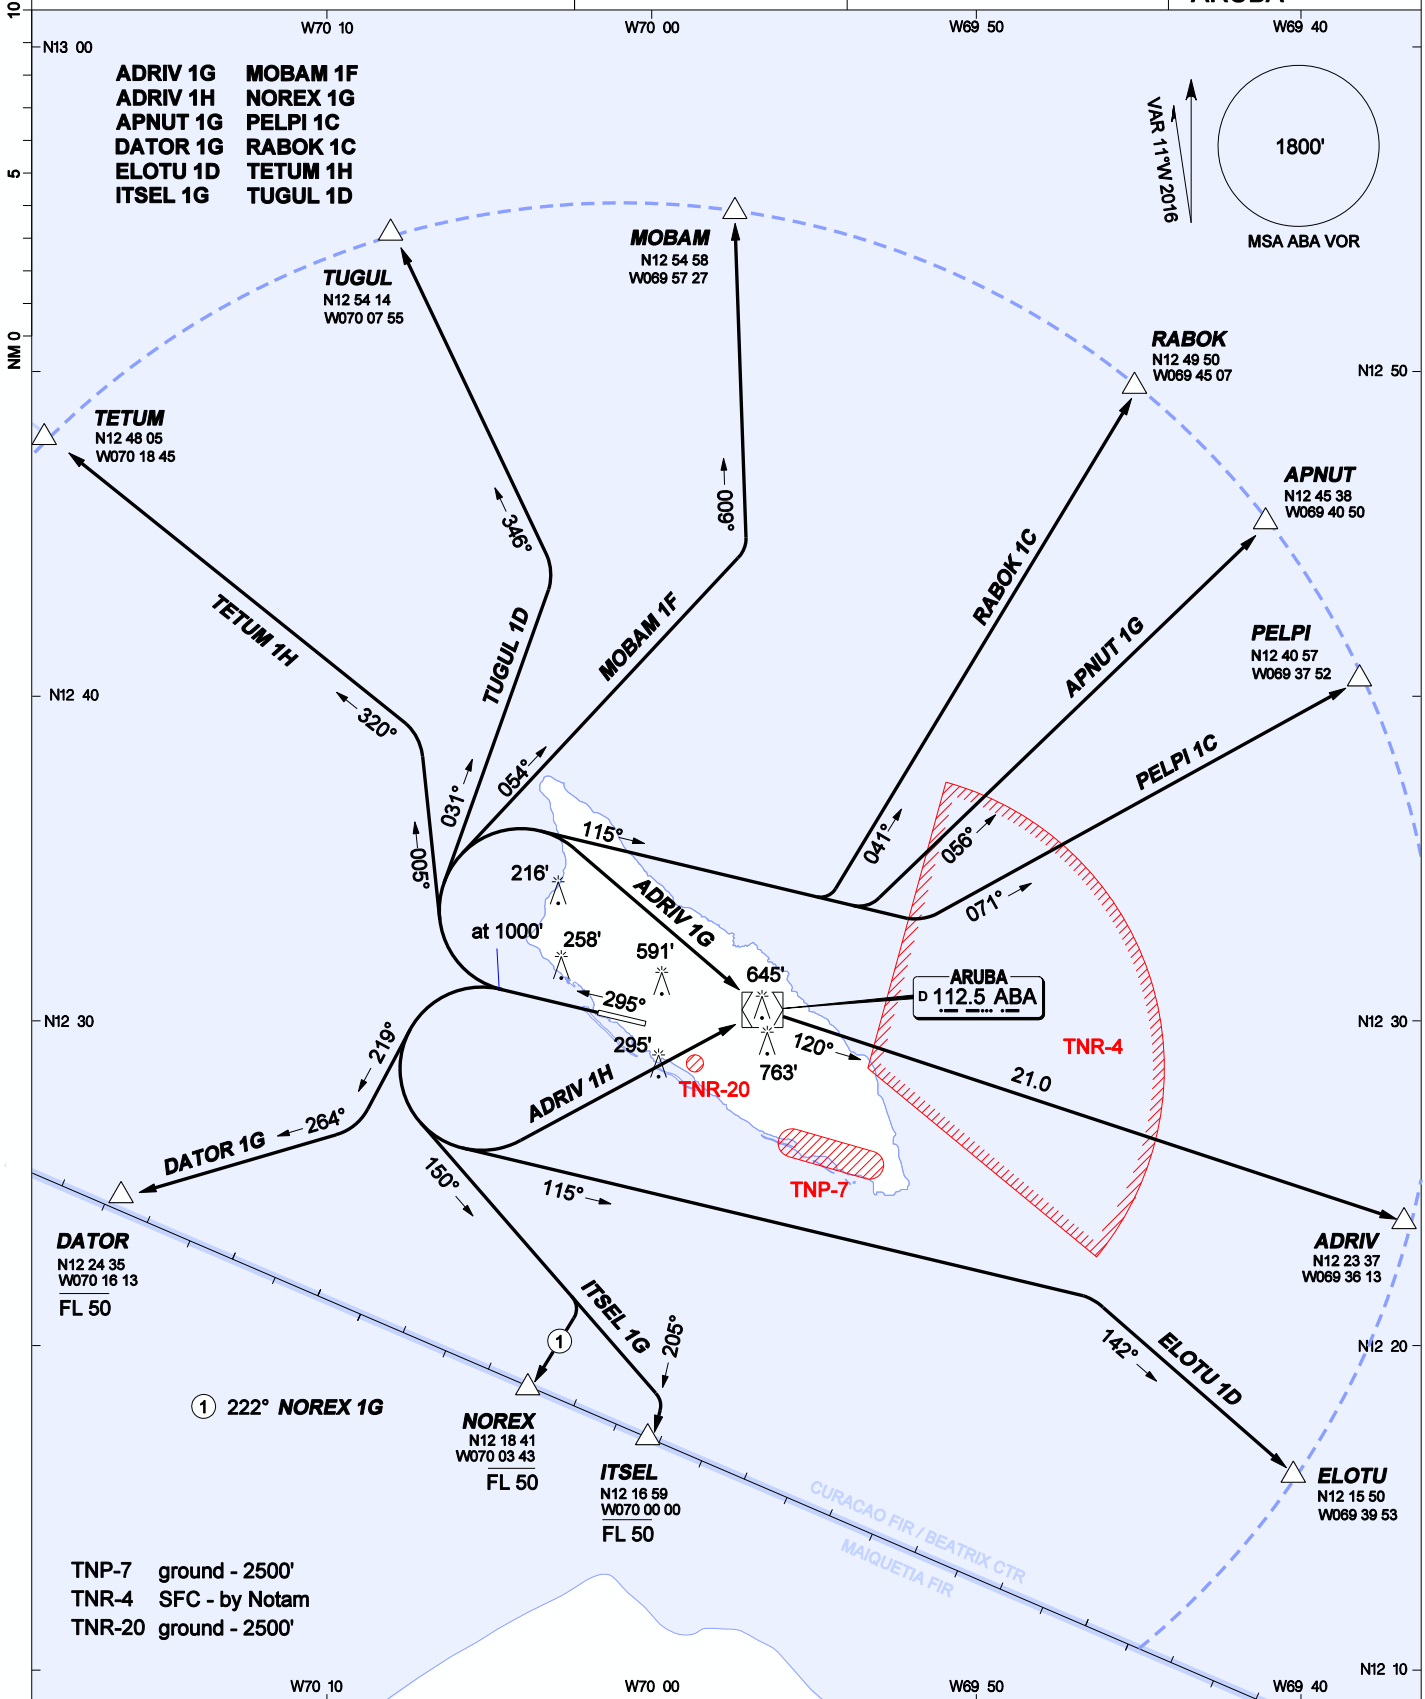 ARUBA
W70 10
W70 00
W69 50
W69 40
10
N13 00
ADRIV 1G MOBAM 1F
ADRIV 1H NOREX 1G
APNUT 1G PELPI 1C
DATOR 1G RABOK 1C
ELOTU 1D TETUM 1H
ITSEL 1G TUGUL 1D
5
NM 0
VAR 11°W 2016
1800'
MSA ABA VOR
MOBAM
N12 54 58
W069 57 27
TUGUL
N12 54 14
W070 07 55
RABOK
N12 49 50
W069 45 07
N12 50
TETUM
N12 48 05
W070 18 45
APNUT
N12 45 38
W069 40 50
346°
009°
RABOK 1C
TETUM 1H
TUGUL 1D
MOBAM 1F
APNUT 1G
PELPI
N12 40 57
W069 37 52
N12 40
320°
PELPI 1C
031°
054°
005°
115°
041°
056°
071°
216'
ADRIV 1G
at 1000'
258'
591'
645'
ARUBA
D 112.5 ABA
295°
N12 30
N12 30
219°
295'
120°
TNR-4
763'
TNR-20
21.0
ADRIV 1H
264°
DATOR 1G
150°
115°
TNP-7
DATOR
N12 24 35
W070 16 13
FL 50
ADRIV
N12 23 37
W069 36 13
ITSEL 1G
205°
1
142°
ELOTU 1D
N12 20
1 222° NOREX 1G
NOREX
N12 18 41
W070 03 43
FL 50
ITSEL
N12 16 59
W070 00 00
FL 50
ELOTU
N12 15 50
W069 39 53
CURACAO FIR / BEATRIX CTR
MAIQUETIA FIR
TNP-7 ground - 2500'
TNR-4 SFC - by Notam
TNR-20 ground - 2500'
N12 10
W70 10
W70 00
W69 50
W69 40